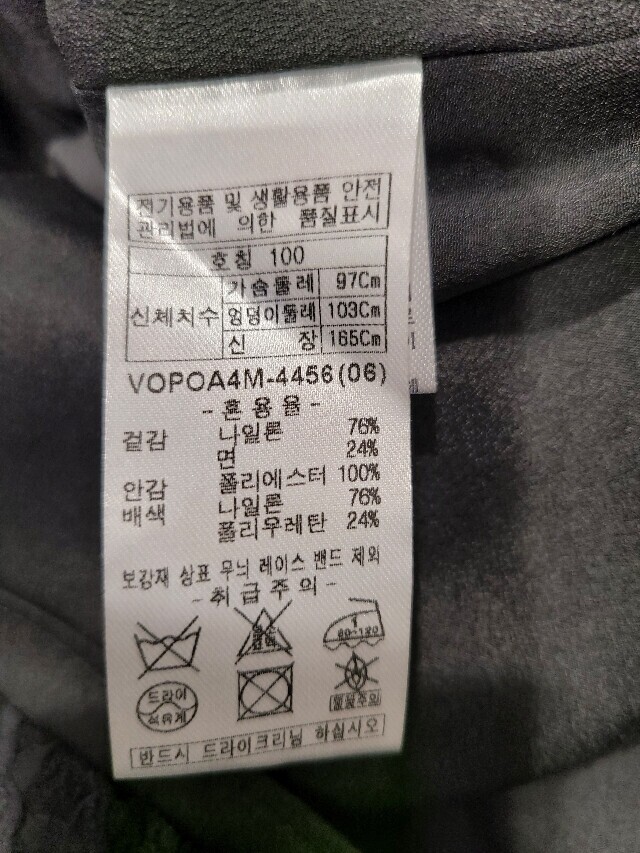 전기용품 및 생활용품 안전
관리법에 의한 품질표시
호칭 100
신체치수
가슴둘레 97Cm
엉덩이둘레 103Cm
신 장 165Cm
VOPOA4M-4456(06)
- 혼 용 율 -
겉감 나일론 76%
면 24%
안감 폴리에스터 100%
배색 나일론 76%
폴리우레탄 24%
보강재 상표 무늬 레이스 밴드 제외
- 취 급 주 의 -
1
80~120
드라이
석유계
반드시 드라이크리닝 하십시오